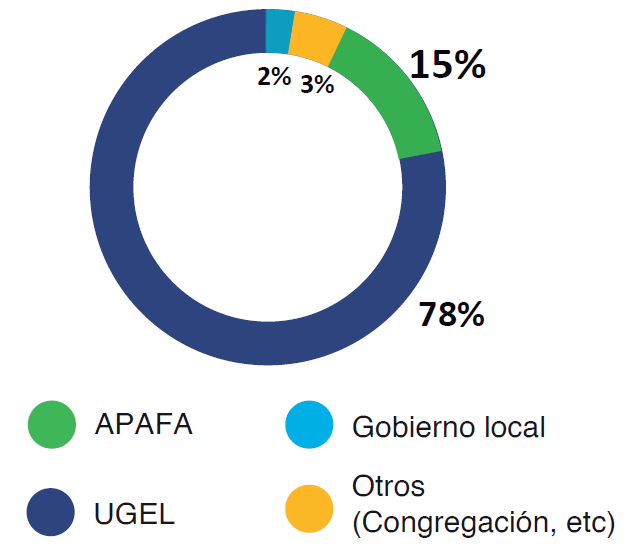 15%
2%
3%
78%
APAFA
Gobierno local
UGEL
Otros
(Congregación, etc)